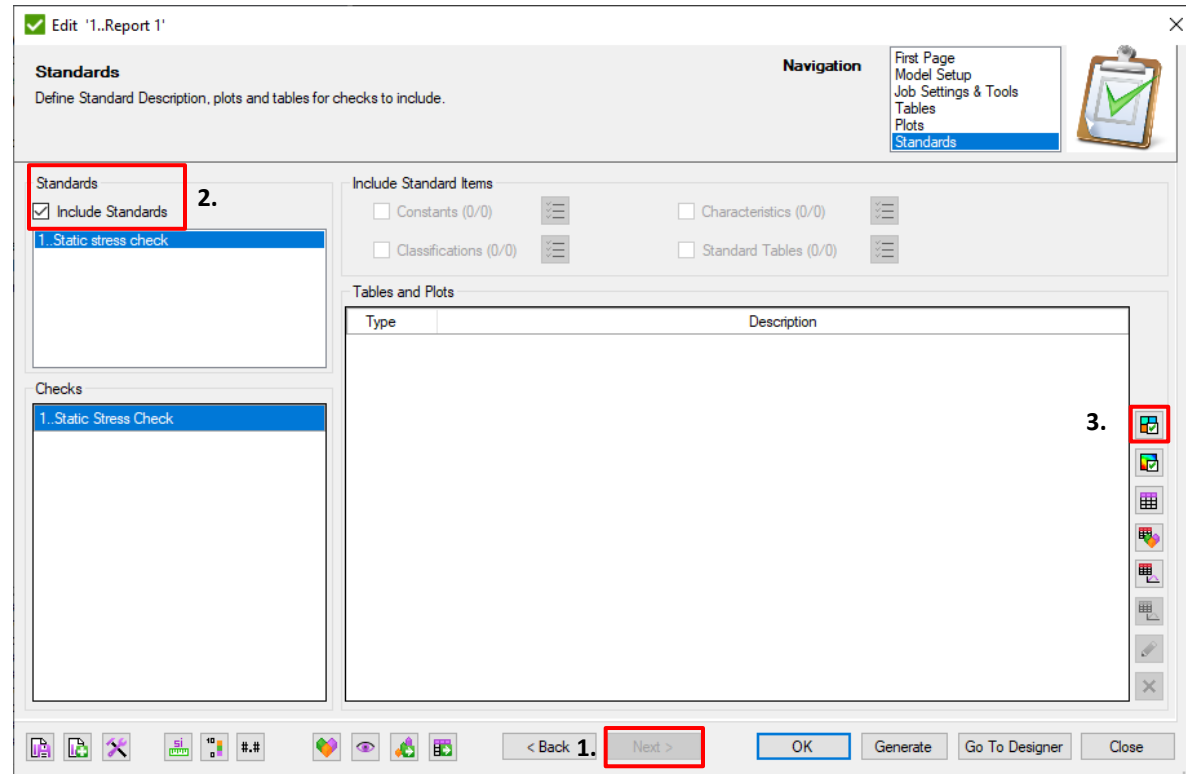 Edit '1..Report 1'
Standards
Define Standard Description, plots and tables for checks to include.
Navigation
First Page
Model Setup
Job Settings & Tools
Tables
Plots
Standards
Standards
2.
Include Standards
1..Static stress check
Include Standard Items
Constants (0/0)
Characteristics (0/0)
Classifications (0/0)
Standard Tables (0/0)
Tables and Plots
Type
Description
Checks
1..Static Stress Check
3.
si
10
8
#.#
< Back
1.
Next >
OK
Generate
Go To Designer
Close